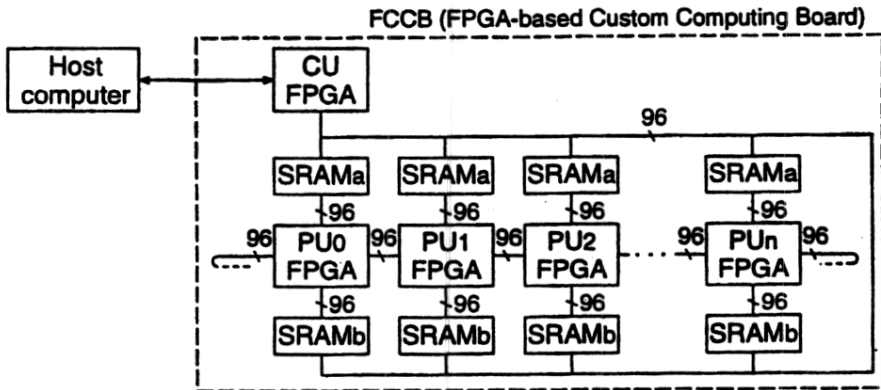 FCCB (FPGA-based Custom Computing Board)
Host
computer
CU
FPGA
96
SRAMa
SRAMa
SRAMa
SRAMa
96
96
96
96
96
PU0
FPGA
96
PU1
FPGA
96
PU2
FPGA
96
PUn
FPGA
96
96
96
96
96
SRAMb
SRAMb
SRAMb
SRAMb